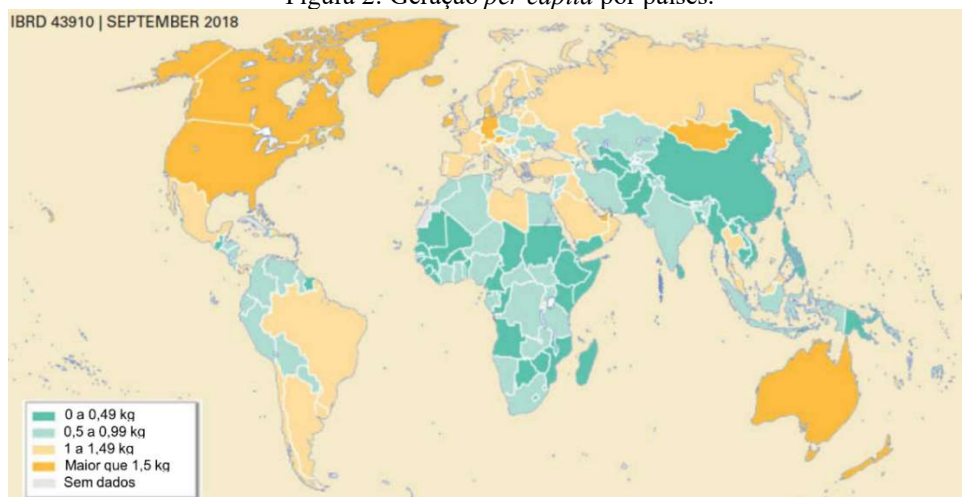 Figura 2: Geração per capita por países.
IBRD 43910 | SEPTEMBER 2018
0 a 0,49 kg
0,5 a 0,99 kg
1 a 1,49 kg
Maior que 1,5 kg
Sem dados